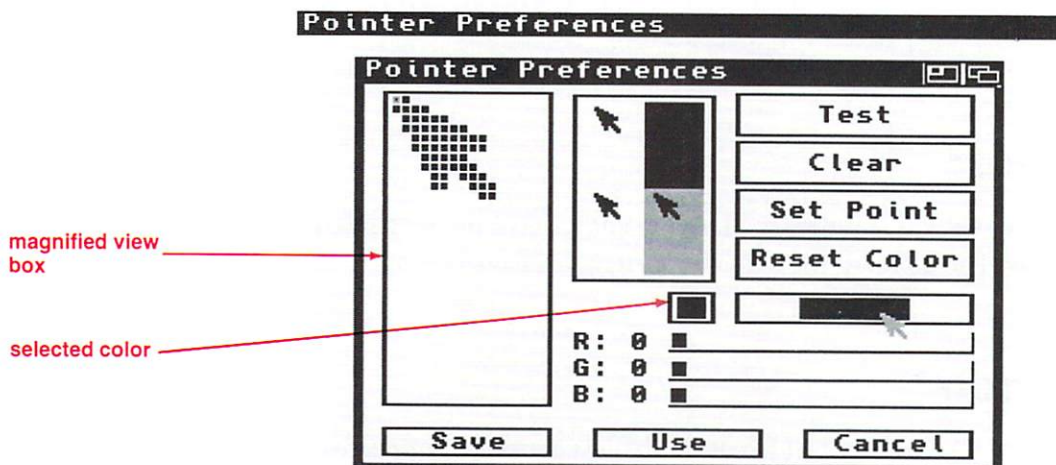 Pointer Preferences
Pointer Preferences
Test
Clear
Set Point
Reset Color
magnified view
box
selected color
R: 0
G: 0
B: 0
Save Use Cancel